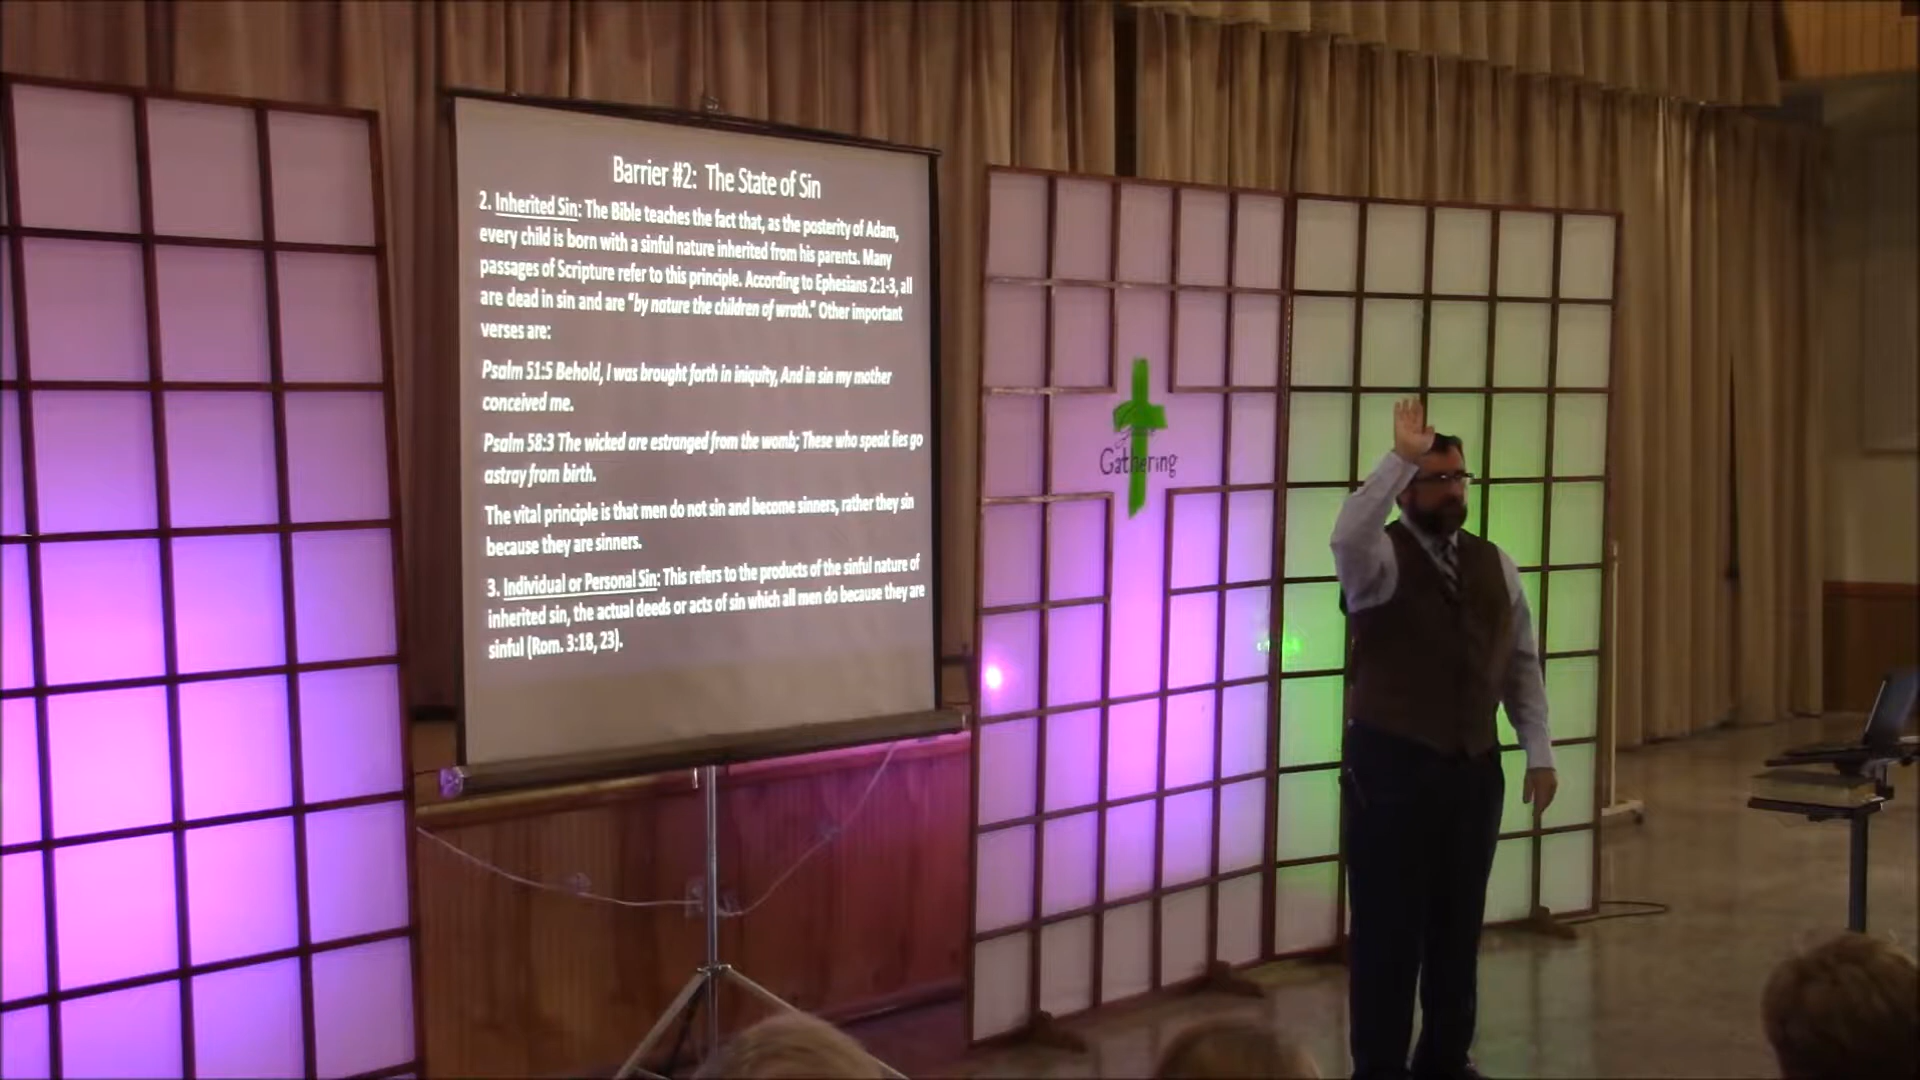 Barrier #2: The State of Sin
2. Inherited Sin: The Bible teaches the fact that, as the posterity of Adam,
every child is born with a sinful nature inherited from his parents. Many
passages of Scripture refer to this principle. According to Ephesians 2:1-3, all
are dead in sin and are "by nature the children of wrath." Other important
verses are:
Psalm 51:5 Behold, I was brought forth in iniquity, And in sin my mother
conceived me.
Psalm 58:3 The wicked are estranged from the womb; These who speak lies go
astray from birth.
The vital principle is that men do not sin and become sinners, rather they sin
because they are sinners.
3. Individual or Personal Sin: This refers to the products of the sinful nature of
inherited sin, the actual deeds or acts of sin which all men do because they are
sinful (Rom. 3:18, 23).
Gathering